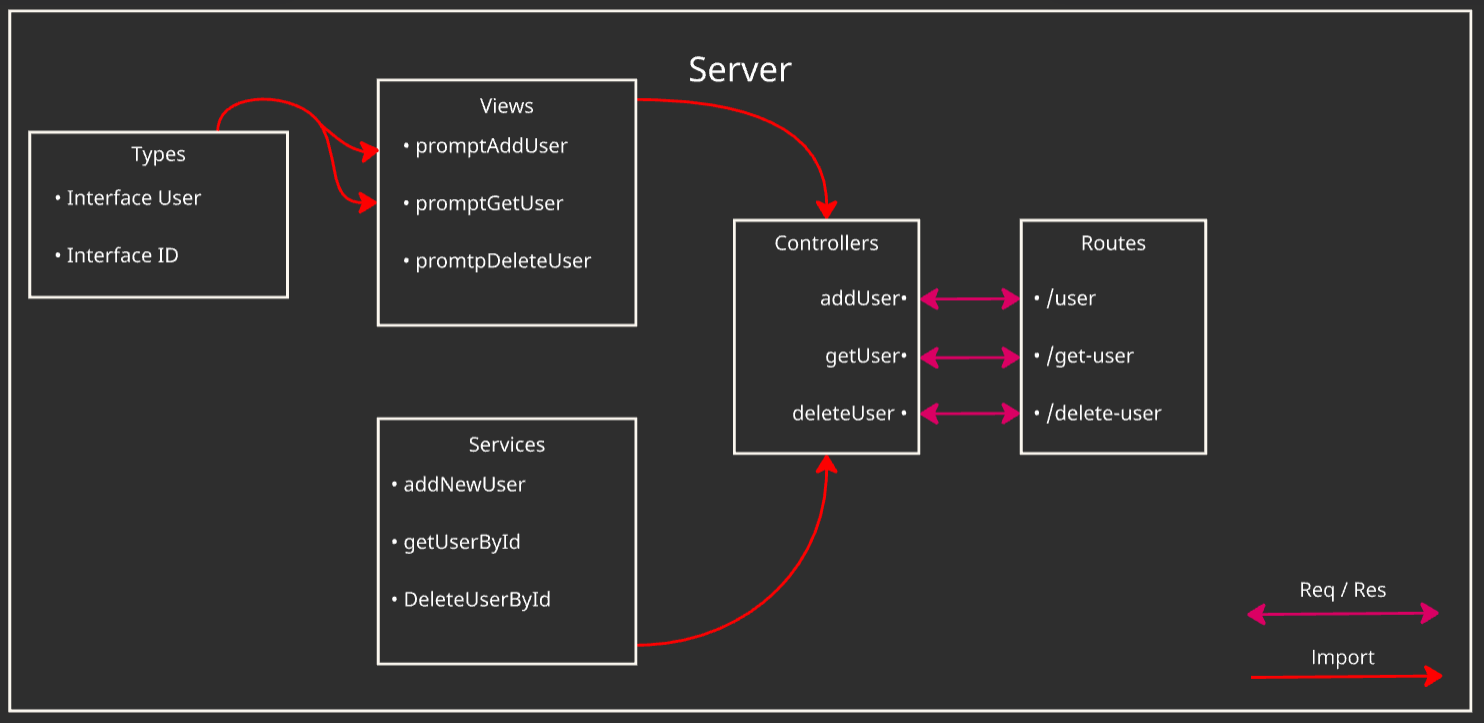 Server
Types
• Interface User
• Interface ID
Views
• promptAddUser
• promptGetUser
• promtpDeleteUser
Services
• addNewUser
• getUserById
• DeleteUserById
Controllers
addUser•
getUser•
deleteUser •
Routes
• /user
• /get-user
• /delete-user
Req / Res
Import